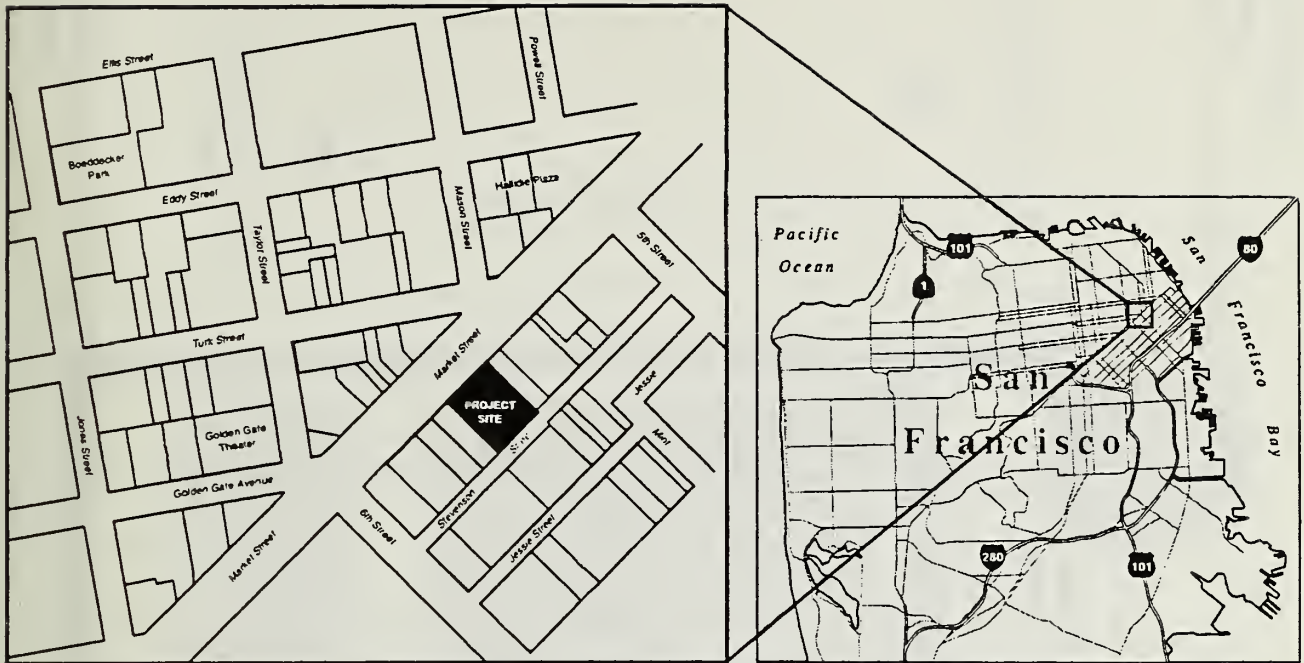 Ellis Street
Powell Street
Boeddecker
Park
Eddy Street
Taylor Street
Mason Street
Hallidie Plaza
5th Street
Turk Street
Market Street
PROJECT
SITE
Jessie
Mint
Jones Street
Golden Gate
Theater
Golden Gate Avenue
Stevenson
6th Street
Jessie Street
Market Street
Pacific
Ocean
101
1
San
Francisco
Bay
80
San
Francisco
280
101